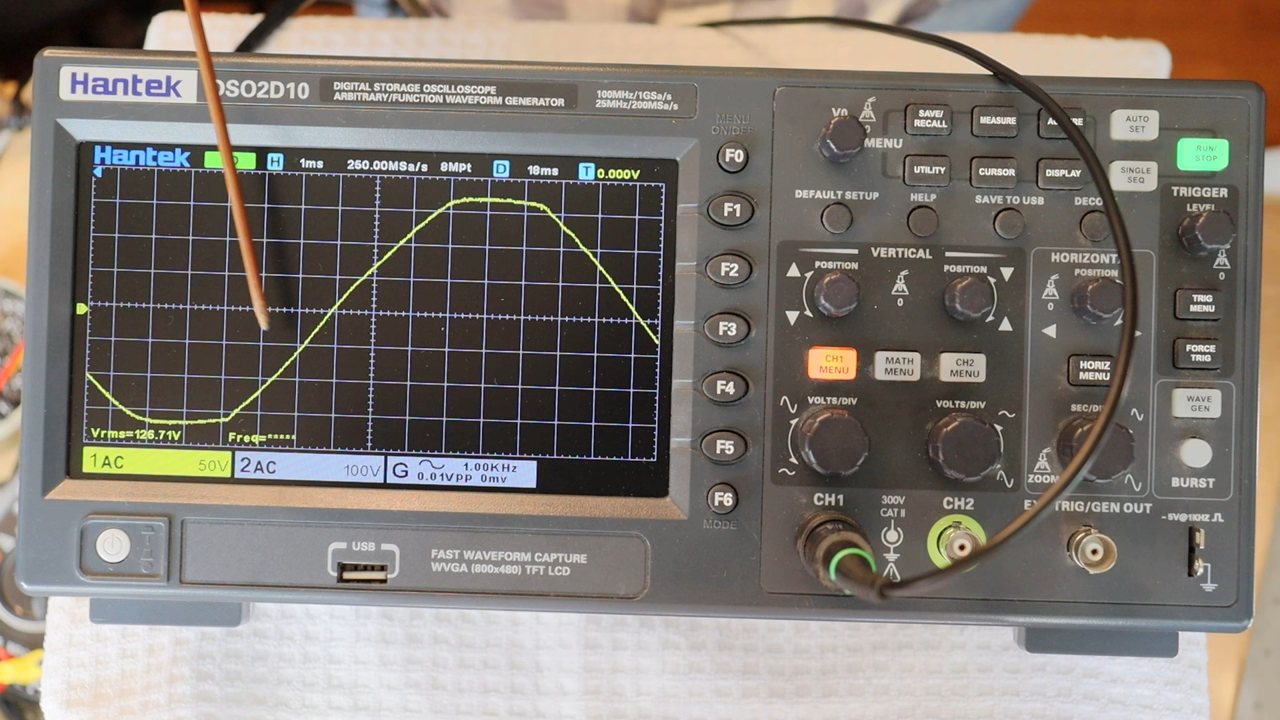 Hantek DSO2D10
DIGITAL STORAGE OSCILLOSCOPE
ARBITRARY/FUNCTION WAVEFORM GENERATOR
100MHz/1GSa/s
25MHz/200MSa/s
Hantek H 1ms 250.00MSa/s 8Mpt D 18ms T 0.000V
Vrms=126.71V Freq=*****
1AC 50V 2AC 100V G 1.00KHz
0.01VPP 0mv
MENU
ON/OFF
F0
F1
F2
F3
F4
F5
F6
MODE
V0
MENU
SAVE/
RECALL
MEASURE
AUTO
SET
RUN/
STOP
UTILITY
CURSOR
DISPLAY
SINGLE
SEQ
DEFAULT SETUP
HELP
SAVE TO USB
TRIGGER
LEVEL
0
VERTICAL
POSITION
0
POSITION
POSITION
0
TRIG
MENU
FORCE
TRIG
CH1
MENU
MATH
MENU
CH2
MENU
HORIZ
MENU
WAVE
GEN
VOLTS/DIV
VOLTS/DIV
ZOOM
BURST
CH1
300V
CAT II
CH2
TRIG/GEN OUT
~5V@1KHZ
USB
FAST WAVEFORM CAPTURE
WVGA (800x480) TFT LCD